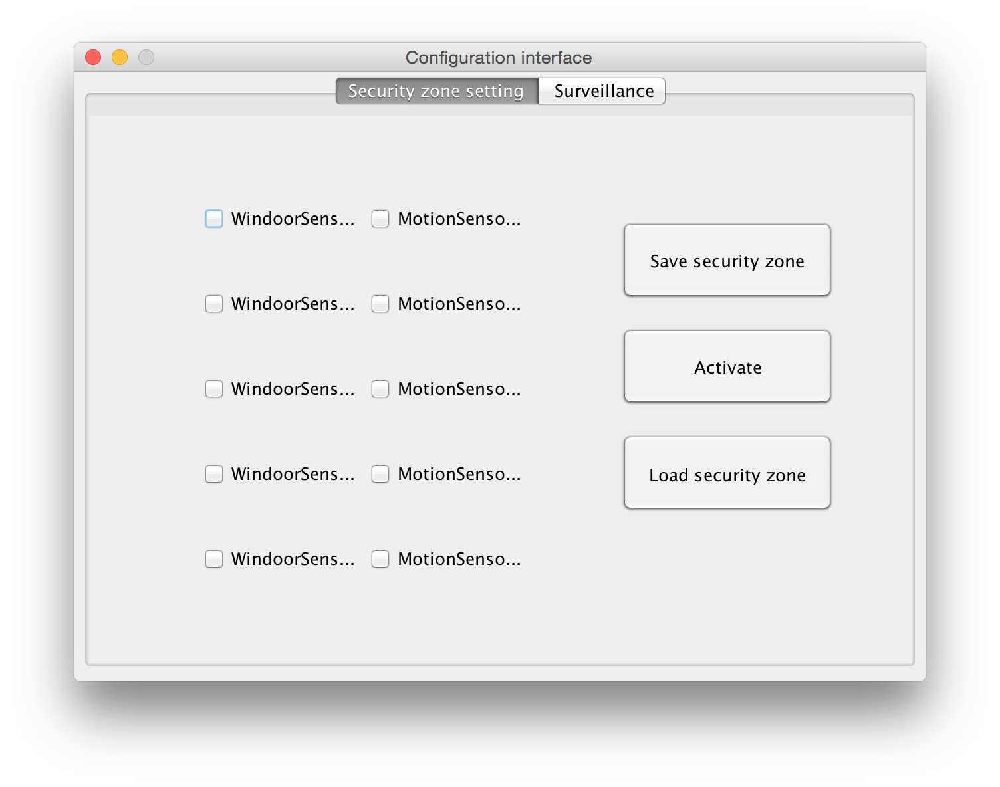 Configuration interface
Security zone setting Surveillance
WindoorSens... MotionSenso...
Save security zone
WindoorSens... MotionSenso...
Activate
WindoorSens... MotionSenso...
WindoorSens... MotionSenso...
Load security zone
WindoorSens... MotionSenso...